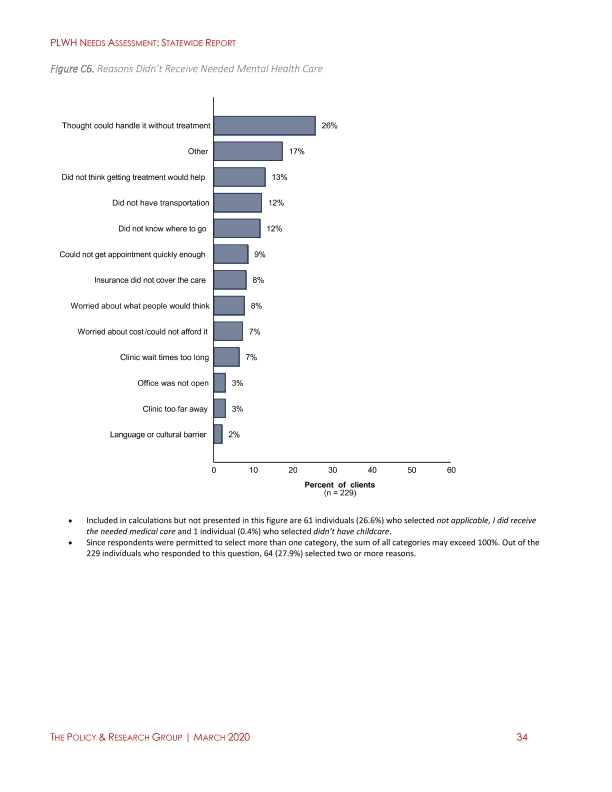 PLWH NEEDS ASSESSMENT: STATEWIDE REPORT
Figure C6. Reasons Didn't Receive Needed Mental Health Care
Thought could handle it without treatment 26%
Other 17%
Did not think getting treatment would help 13%
Did not have transportation 12%
Did not know where to go 12%
Could not get appointment quickly enough 9%
Insurance did not cover the care 8%
Worried about what people would think 8%
Worried about cost/could not afford it 7%
Clinic wait times too long 7%
Office was not open 3%
Clinic too far away 3%
Language or cultural barrier 2%
0 10 20 30 40 50 60
Percent of clients
(n = 229)
• Included in calculations but not presented in this figure are 61 individuals (26.6%) who selected not applicable, I did receive
the needed medical care and 1 individual (0.4%) who selected didn't have childcare.
• Since respondents were permitted to select more than one category, the sum of all categories may exceed 100%. Out of the
229 individuals who responded to this question, 64 (27.9%) selected two or more reasons.
THE POLICY & RESEARCH GROUP | MARCH 2020 34